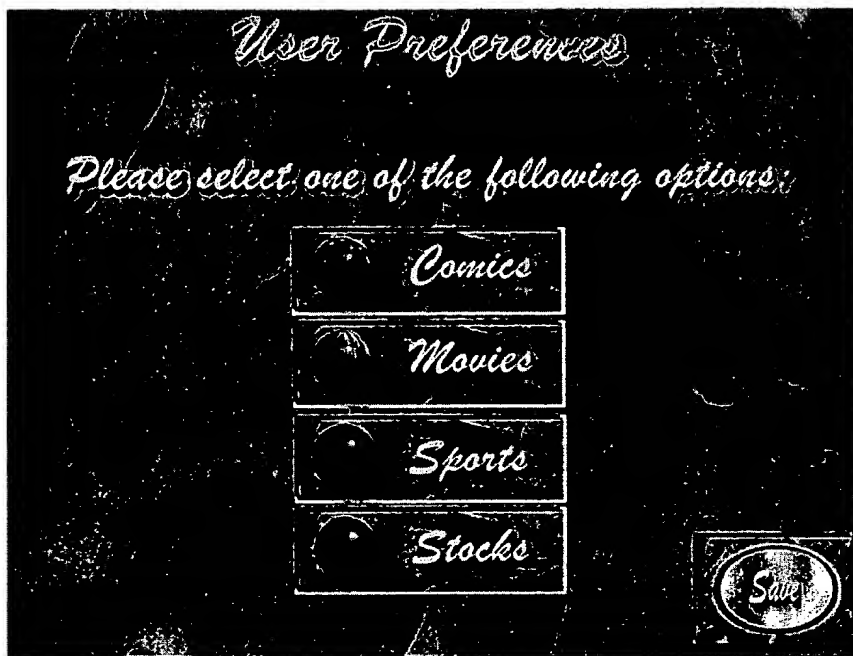 User Preferences
Please select one of the following options:
Comics
Movies
Sports
Stocks
Save